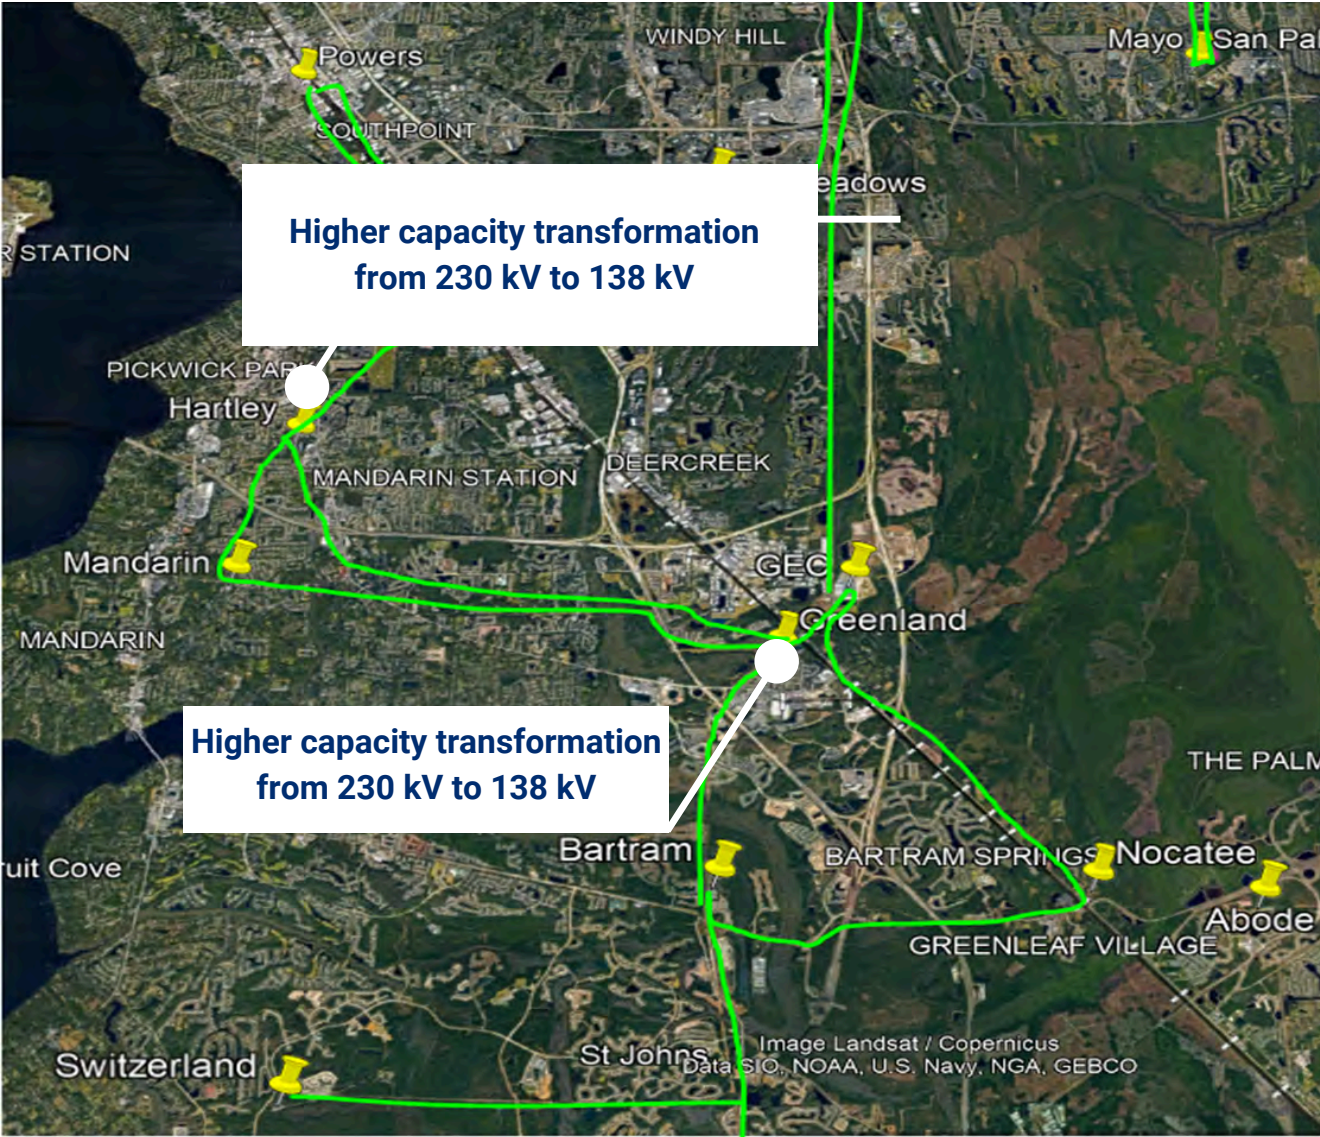 WINDY HILL
Mayo
San Pa
Powers
SOUTHPOINT
eadows
Higher capacity transformation
from 230 kV to 138 kV
R STATION
PICKWICK PAR
Hartley
MANDARIN STATION
DEERCREEK
Mandarin
GEC
Greenland
MANDARIN
Higher capacity transformation
from 230 kV to 138 kV
THE PALM
Bartram
BARTRAM SPRINGS
Nocatee
ruit Cove
Abode
GREENLEAF VILLAGE
Switzerland
St Johns
Image Landsat / Copernicus
Data SIO, NOAA, U.S. Navy, NGA, GEBCO